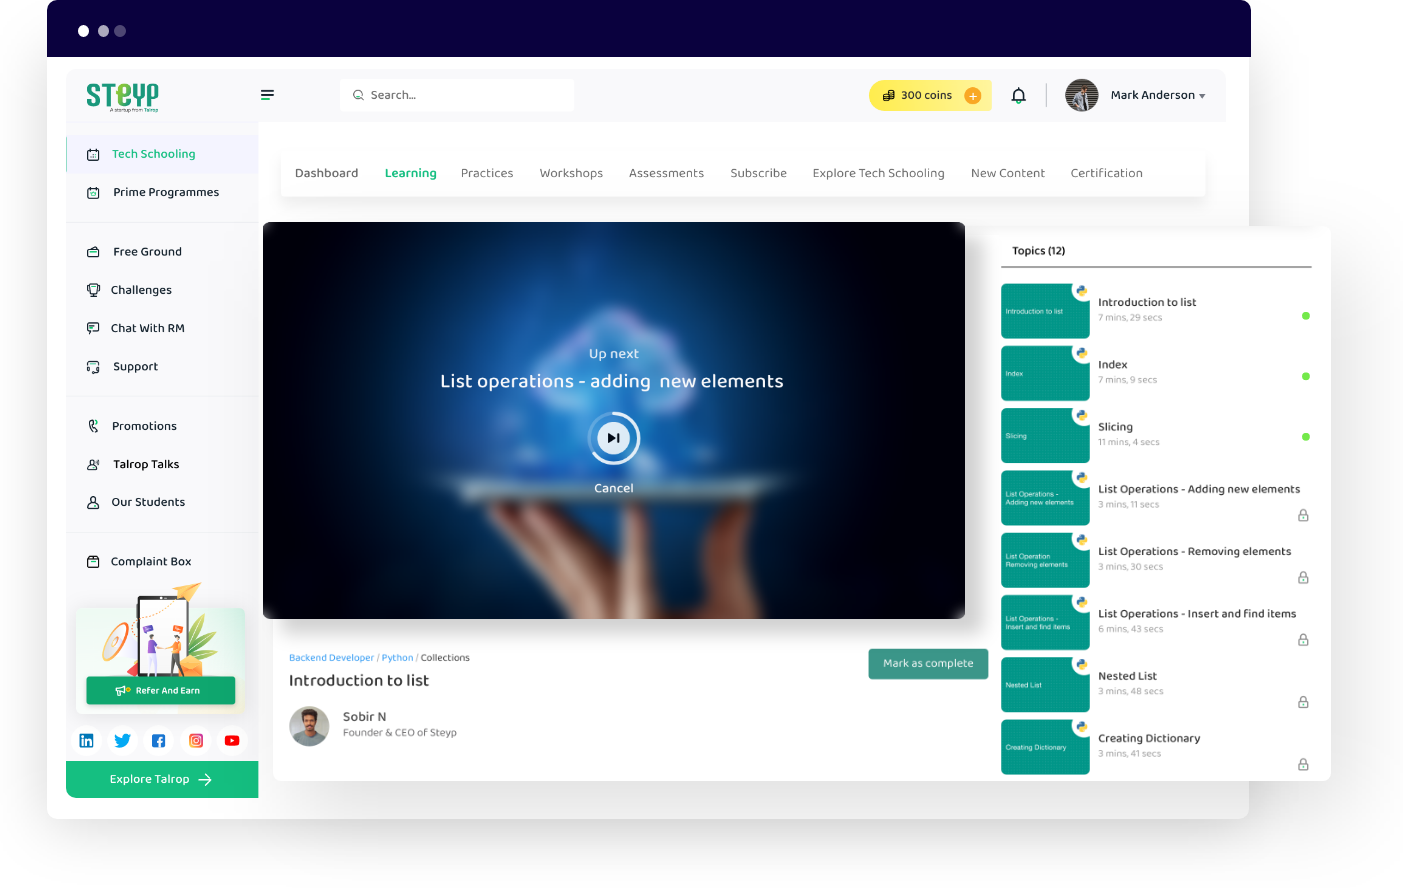 STEYP
A startup from Talrop
Search...
300 coins
Mark Anderson
Tech Schooling
Prime Programmes
Free Ground
Challenges
Chat With RM
Support
Promotions
Talrop Talks
Our Students
Complaint Box
Refer And Earn
Explore Talrop
Dashboard Learning Practices Workshops Assessments Subscribe Explore Tech Schooling New Content Certification
Up next
List operations - adding new elements
Cancel
Backend Developer / Python / Collections
Introduction to list
Mark as complete
Sobir N
Founder & CEO of Steyp
Topics (12)
Introduction to list
Introduction to list
7 mins, 29 secs
Index
Index
7 mins, 9 secs
Slicing
Slicing
11 mins, 4 secs
List Operations -
Adding new elements
List Operations - Adding new elements
3 mins, 11 secs
List Operation
Removing elements
List Operations - Removing elements
3 mins, 30 secs
List Operations -
Insert and find items
List Operations - Insert and find items
6 mins, 43 secs
Nested List
Nested List
3 mins, 48 secs
Creating Dictionary
Creating Dictionary
3 mins, 41 secs